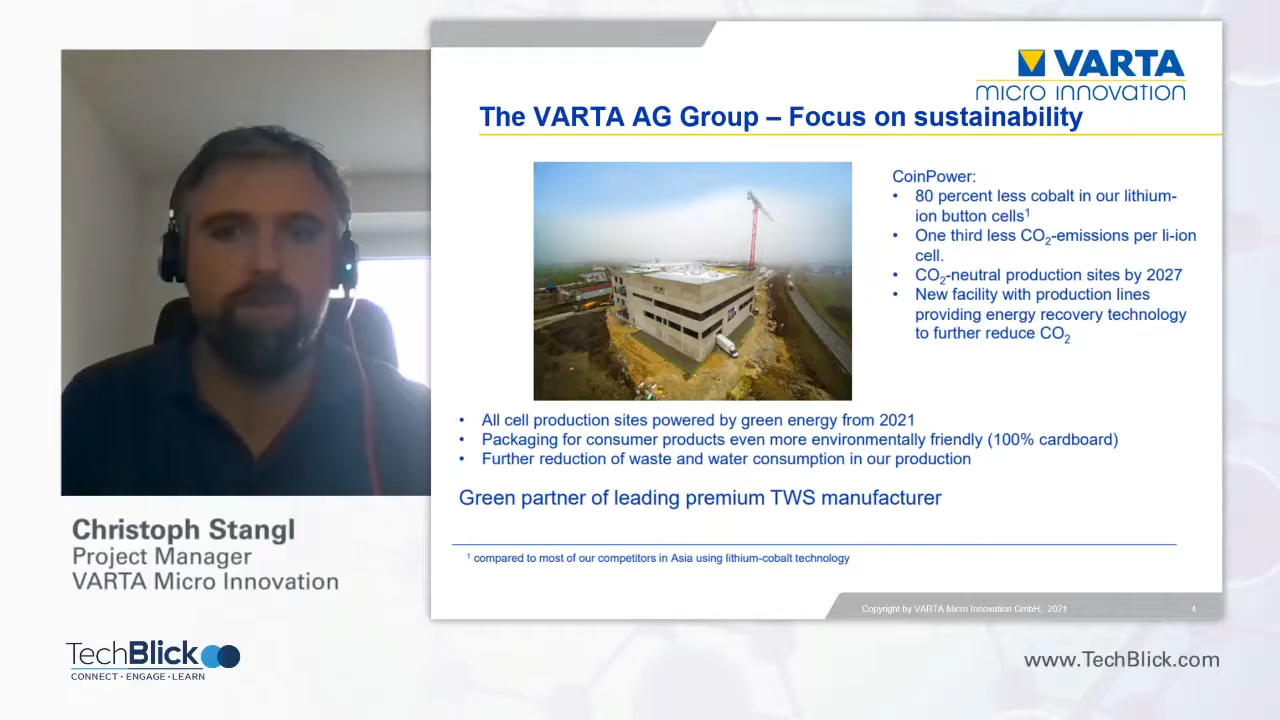 VARTA
micro innovation
The VARTA AG Group – Focus on sustainability
CoinPower:
• 80 percent less cobalt in our lithium-
ion button cells¹
• One third less CO₂-emissions per li-ion
cell.
• CO₂-neutral production sites by 2027
• New facility with production lines
providing energy recovery technology
to further reduce CO₂
• All cell production sites powered by green energy from 2021
• Packaging for consumer products even more environmentally friendly (100% cardboard)
• Further reduction of waste and water consumption in our production
Green partner of leading premium TWS manufacturer
¹ compared to most of our competitors in Asia using lithium-cobalt technology
Copyright by VARTA Micro Innovation GmbH, 2021
4
Christoph Stangl
Project Manager
VARTA Micro Innovation
TechBlick
CONNECT · ENGAGE · LEARN
www.TechBlick.com